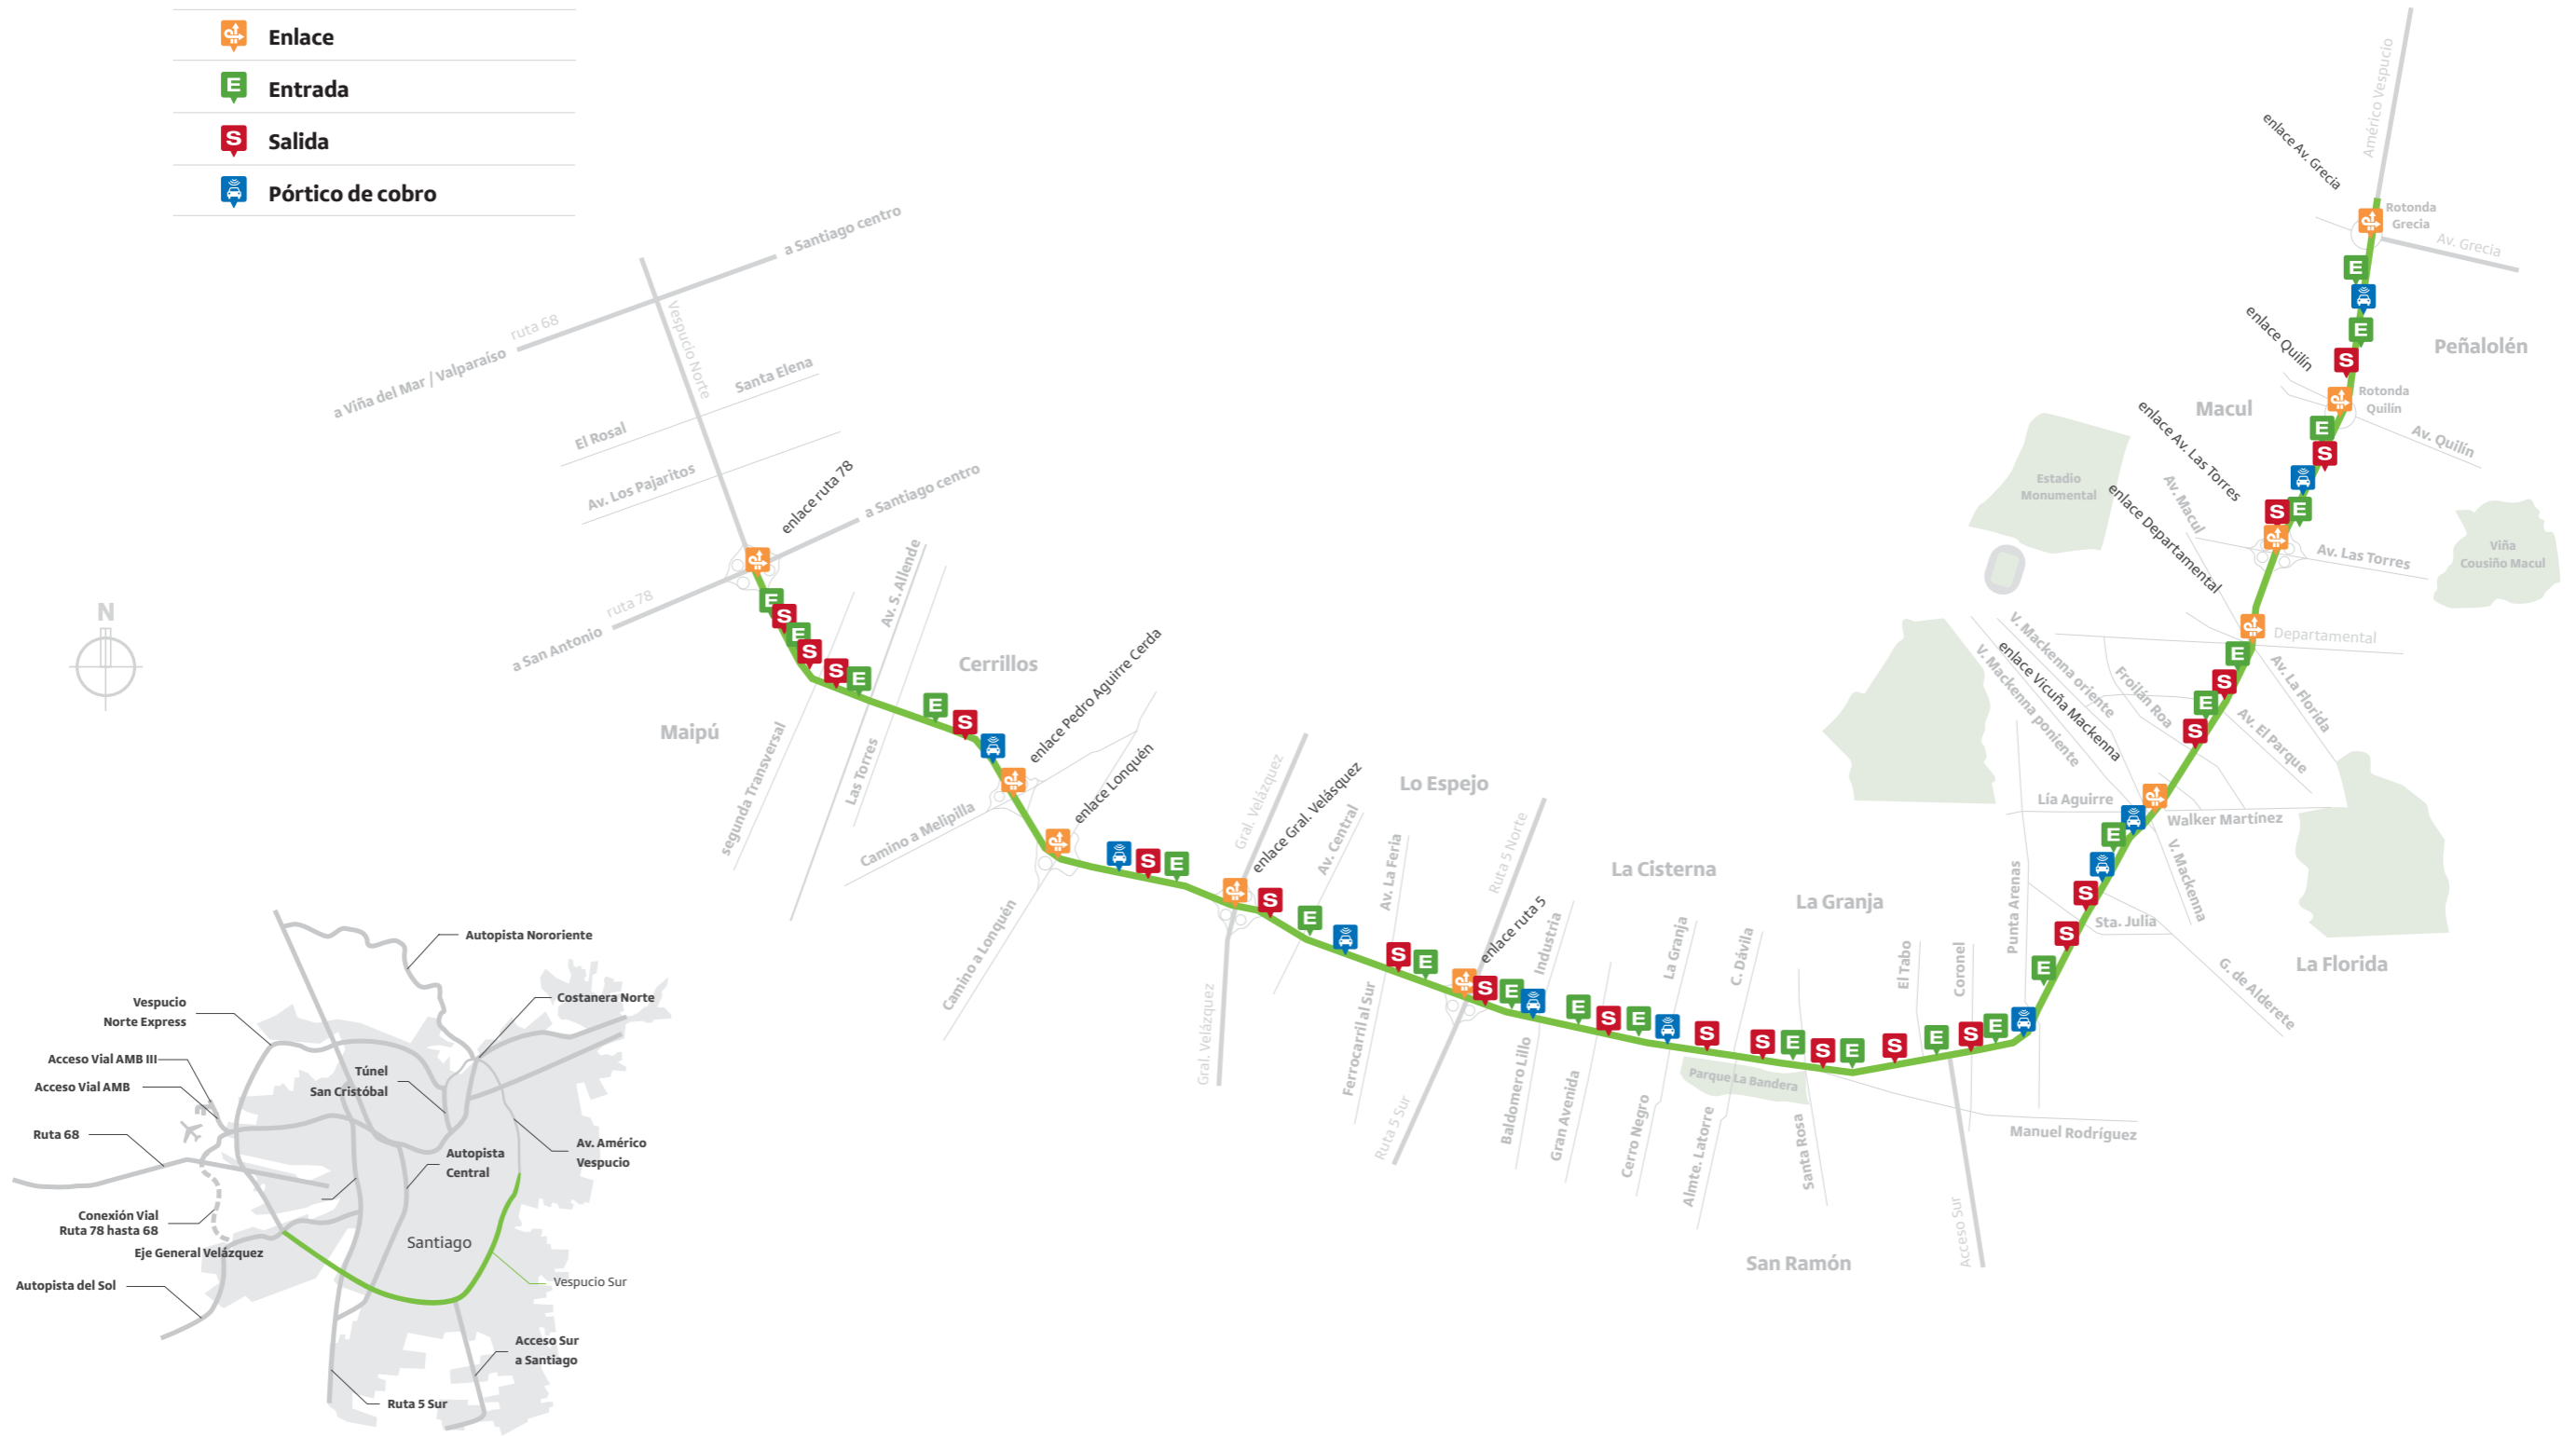 Enlace
E Entrada
S Salida
Pórtico de cobro
a Santiago centro
ruta 68
a Viña del Mar / Valparaíso
Vespucio Norte
Santa Elena
El Rosal
Av. Los Pajaritos
enlace ruta 78
a Santiago centro
ruta 78
a San Antonio
N
Av. S. Allende
Cerrillos
Maipú
segunda Transversal
Las Torres
enlace Pedro Aguirre Cerda
enlace Lonquén
Camino a Melipilla
Camino a Lonquén
Gral. Velázquez
enlace Gral. Velásquez
Gral. Velázquez
Av. Central
Lo Espejo
Av. La Feria
Ferrocarril al Sur
Ruta 5 Norte
enlace ruta 5
Ruta 5 Sur
Industria
Baldomero Lillo
Gran Avenida
La Cisterna
La Granja
Cerro Negro
C. Dávila
Almte. Latorre
Parque La Bandera
Santa Rosa
La Granja
San Ramón
El Tabo
Coronel
Acceso Sur
Manuel Rodríguez
Punta Arenas
Sta. Julia
G. de Alderete
La Florida
V. Mackenna
Walker Martínez
Lía Aguirre
enlace Vicuña Mackenna
V. Mackenna poniente
V. Mackenna oriente
Froilán Roa
Av. El Parque
Av. La Florida
Departamental
enlace Departamental
Av. Macul
enlace Av. Las Torres
Av. Las Torres
Estadio
Monumental
Viña
Cousiño Macul
Macul
Peñalolén
enlace Quilín
Rotonda
Quilín
Av. Quilín
enlace Av. Grecia
Rotonda
Grecia
Av. Grecia
Américo Vespucio
Autopista Nororiente
Costanera Norte
Vespucio
Norte Express
Acceso Vial AMB III
Acceso Vial AMB
Túnel
San Cristóbal
Ruta 68
Av. Américo
Vespucio
Autopista
Central
Conexión Vial
Ruta 78 hasta 68
Eje General Velázquez
Santiago
Autopista del Sol
Vespucio Sur
Acceso Sur
a Santiago
Ruta 5 Sur